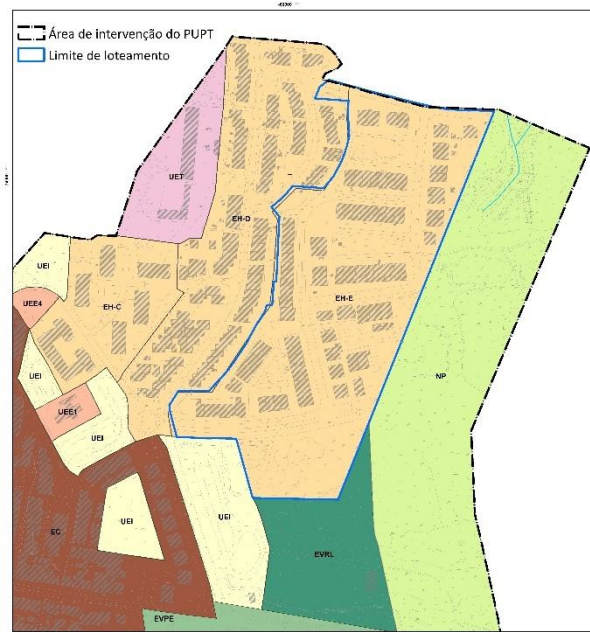 Área de intervenção do PUPT
Limite de loteamento
UET
EH-D
UEI
EH-C
EH-E
UEE4
NP
UEI
UEE1
UEI
UEI
UEI
EC
EVRL
EVPE